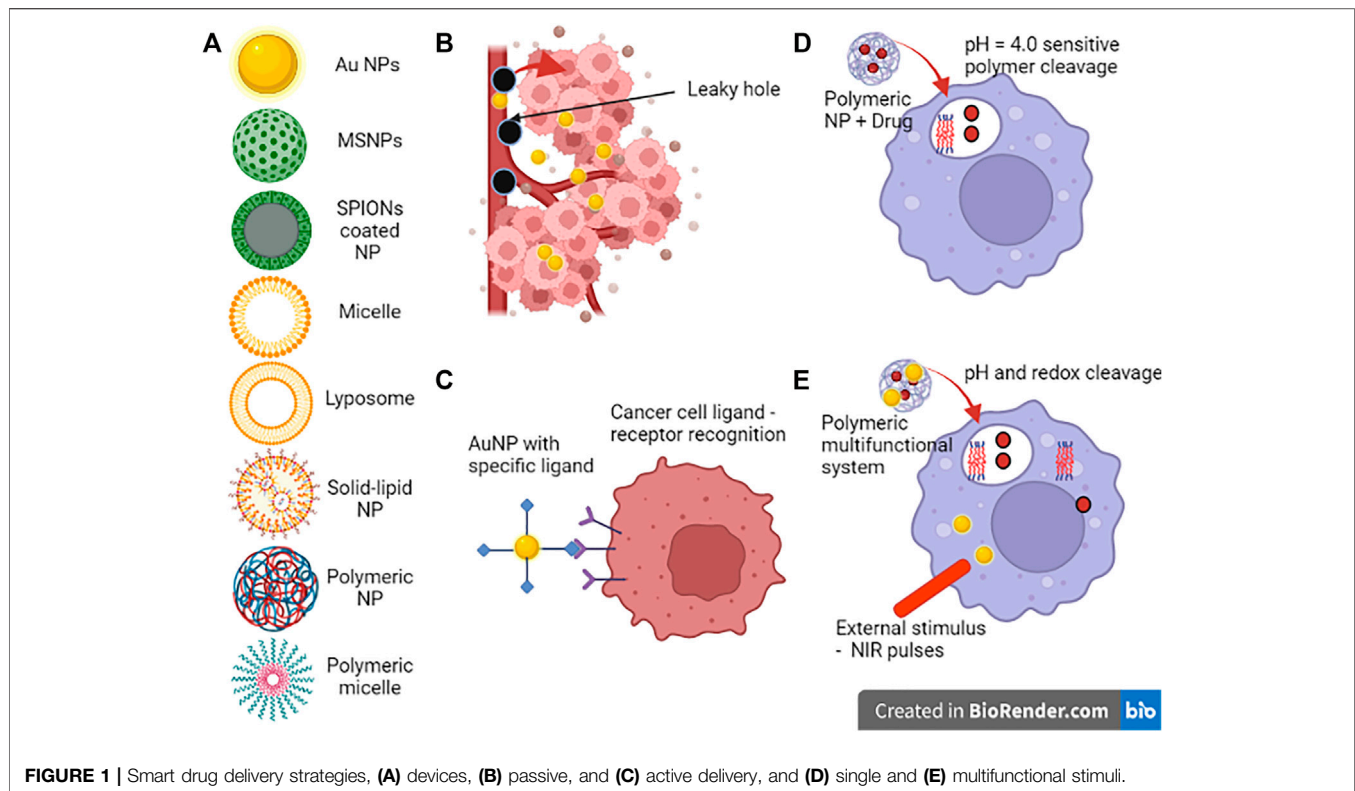 A
Au NPs
MSNPs
SPIONs
coated
NP
Micelle
Lyposome
Solid-lipid
NP
Polymeric
NP
Polymeric
micelle
B
Leaky hole
C
AuNP with
specific ligand
Cancer cell ligand -
receptor recognition
D
pH = 4.0 sensitive
polymer cleavage
Polymeric
NP + Drug
E
pH and redox cleavage
Polymeric
multifunctional
system
External stimulus
- NIR pulses
Created in BioRender.com bio
FIGURE 1 | Smart drug delivery strategies, (A) devices, (B) passive, and (C) active delivery, and (D) single and (E) multifunctional stimuli.